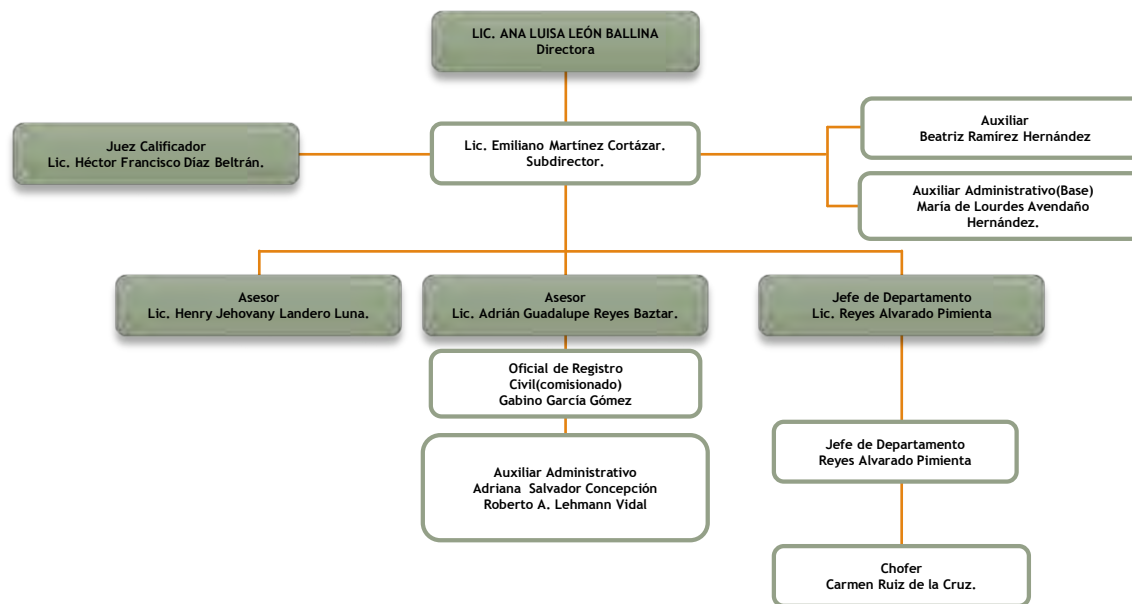 LIC. ANA LUISA LEÓN BALLINA
Directora
Juez Calificador
Lic. Héctor Francisco Diaz Beltrán.
Lic. Emiliano Martínez Cortázar.
Subdirector.
Auxiliar
Beatriz Ramírez Hernández
Auxiliar Administrativo(Base)
María de Lourdes Avendaño
Hernández.
Asesor
Lic. Henry Jehovany Landero Luna.
Asesor
Lic. Adrián Guadalupe Reyes Baztar.
Jefe de Departamento
Lic. Reyes Alvarado Pimienta
Oficial de Registro
Civil(comisionado)
Gabino García Gómez
Auxiliar Administrativo
Adriana Salvador Concepción
Roberto A. Lehmann Vidal
Jefe de Departamento
Reyes Alvarado Pimienta
Chofer
Carmen Ruiz de la Cruz.